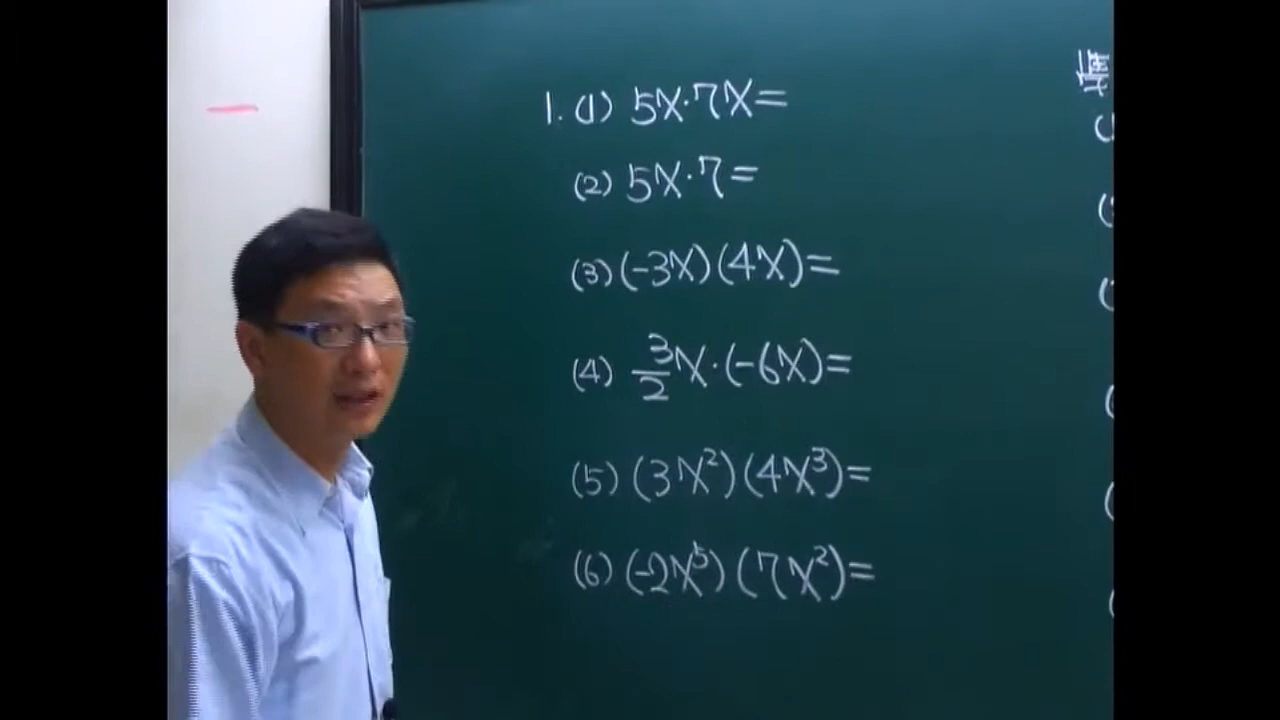 1. (1) 5x·7x=
(2) 5x·7=
(3) (-3x)(4x)=
(4) 3/2 x·(-6x)=
(5) (3x²)(4x³)=
(6) (-2x⁵)(7x²)=